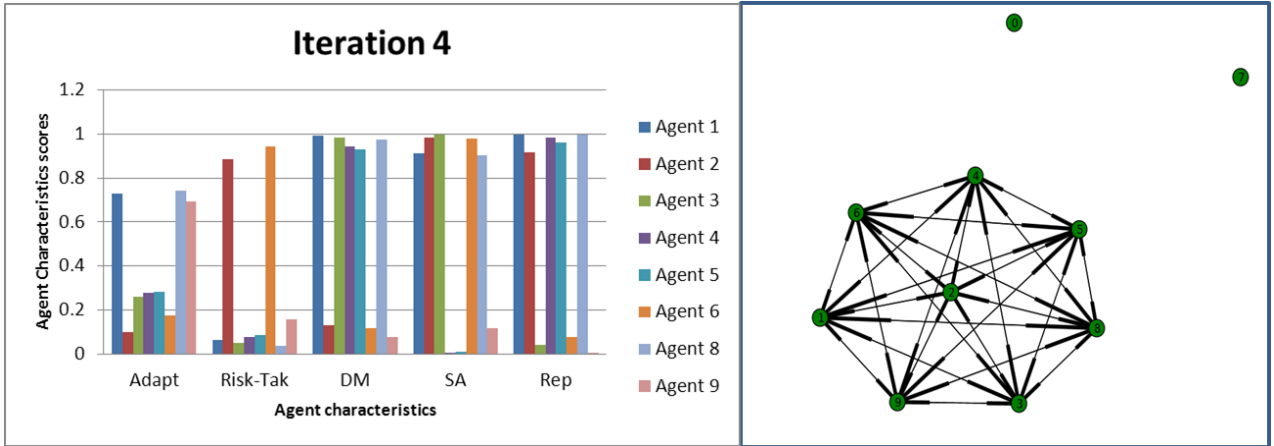 Iteration 4
Agent Characteristics scores
1.2
1
0.8
0.6
0.4
0.2
0
Adapt Risk-Tak DM SA Rep
Agent characteristics
Agent 1
Agent 2
Agent 3
Agent 4
Agent 5
Agent 6
Agent 8
Agent 9
0
7
4
6
5
2
1
8
9
3